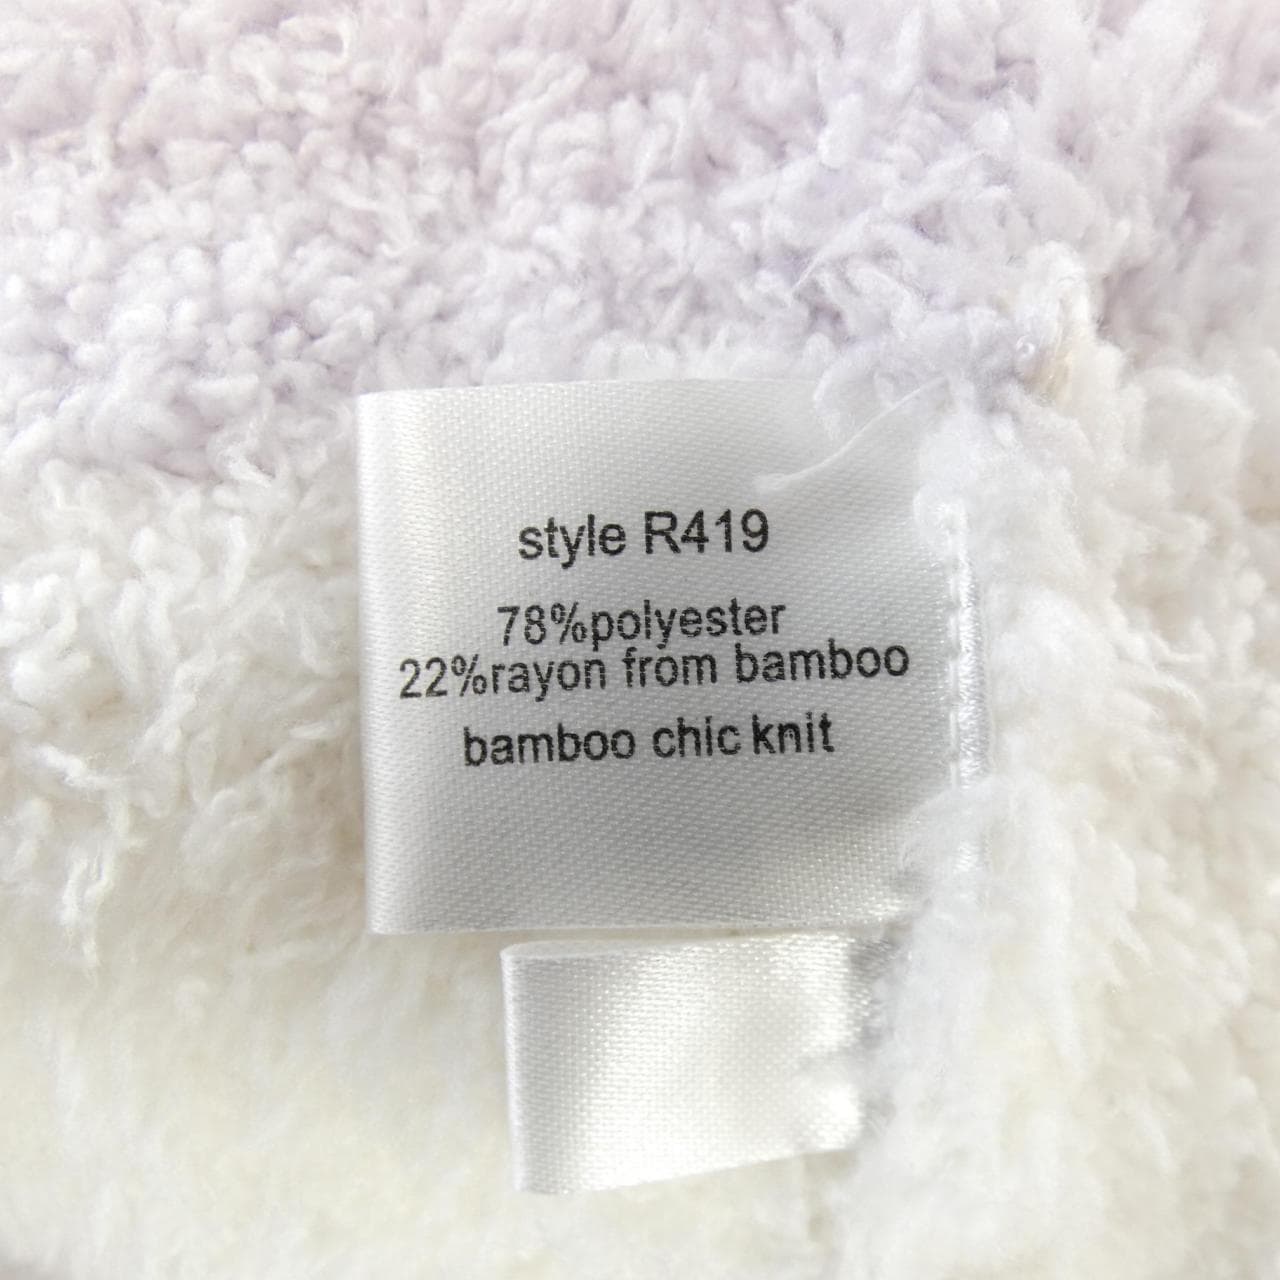 style R419
78%polyester
22%rayon from bamboo
bamboo chic knit